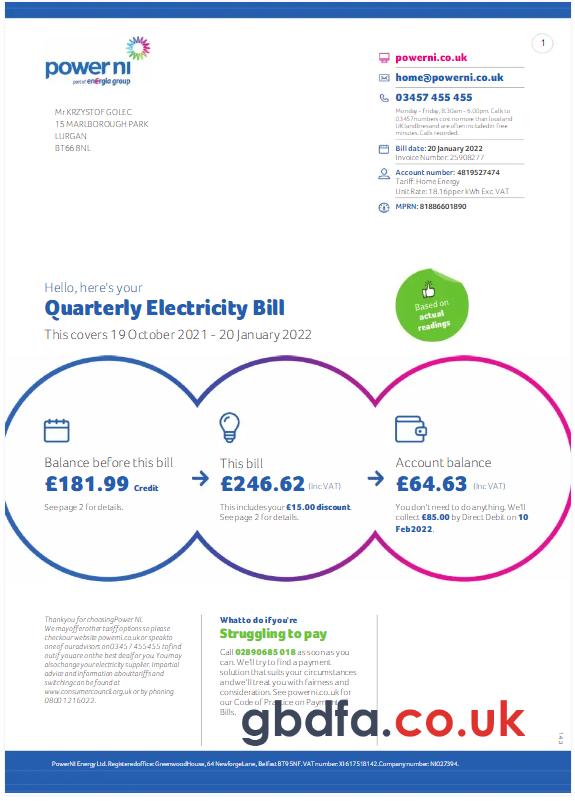 1
powerni
part of energia group
Mr KRZYSTOF GOLEC
15 MARLBOROUGH PARK
LURGAN
BT66 8NL
powerni.co.uk
home@powerni.co.uk
03457 455 455
Monday - Friday, 8.30am - 6.00pm. Calls to
03457 numbers cost no more than local and
UK landlines and are often included in free
minutes. Calls recorded.
Bill date: 20 January 2022
Invoice Number: 25908277
Account number: 4819527474
Tariff: Home Energy
Unit Rate: 18.16p per kWh Exc VAT
MPRN: 81886601890
Hello, here's your
Quarterly Electricity Bill
This covers 19 October 2021 - 20 January 2022
Based on
actual
readings
Balance before this bill
£181.99 Credit
See page 2 for details.
This bill
£246.62 (Inc VAT)
This includes your £15.00 discount.
See page 2 for details.
Account balance
£64.63 (Inc VAT)
You don't need to do anything. We'll
collect £85.00 by Direct Debit on 10
Feb2022.
Thank you for choosing Power NI.
We may offer other tariff options so please
check our website powerni.co.uk or speak to
one of our advisors on 03457 455 455 to find
out if you are on the best deal for you. You may
also change your electricity supplier. Impartial
advice and information about tariffs and
switching can be found at
www.consumercouncil.org.uk or by phoning
0800 121 6022.
What to do if you're
Struggling to pay
Call 02890685 018 as soon as you
can. We'll try to find a payment
solution that suits your circumstances
and we'll treat you with fairness and
consideration. See powerni.co.uk for
our Code of Practice on Payment of
Bills.
gbdfa.co.uk
143
PowerNI Energy Ltd. Registered office: Greenwood House, 64 Newforge Lane, Belfast BT9 5NF. VAT number: XI 617518142. Company number: NI027394.